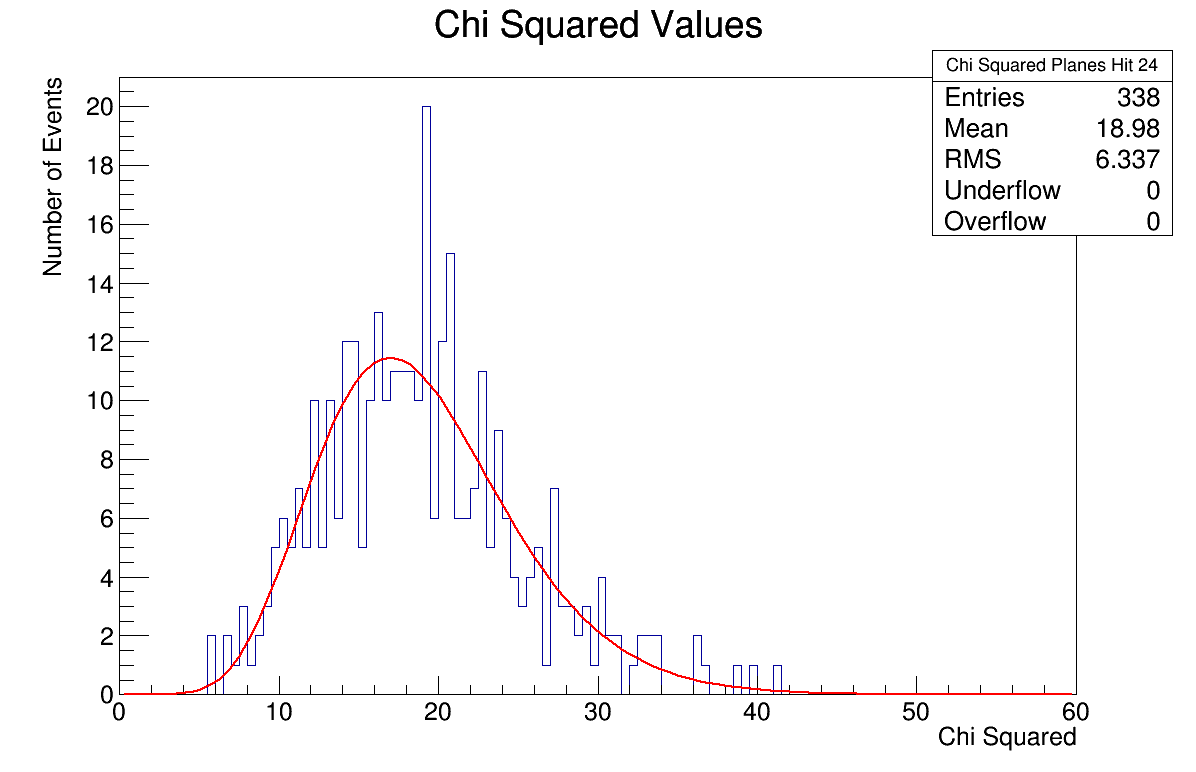 Chi Squared Values
Chi Squared Planes Hit 24
Entries 338
Mean 18.98
RMS 6.337
Underflow 0
Overflow 0
Number of Events
20
18
16
14
12
10
8
6
4
2
0
0 10 20 30 40 50 60
Chi Squared